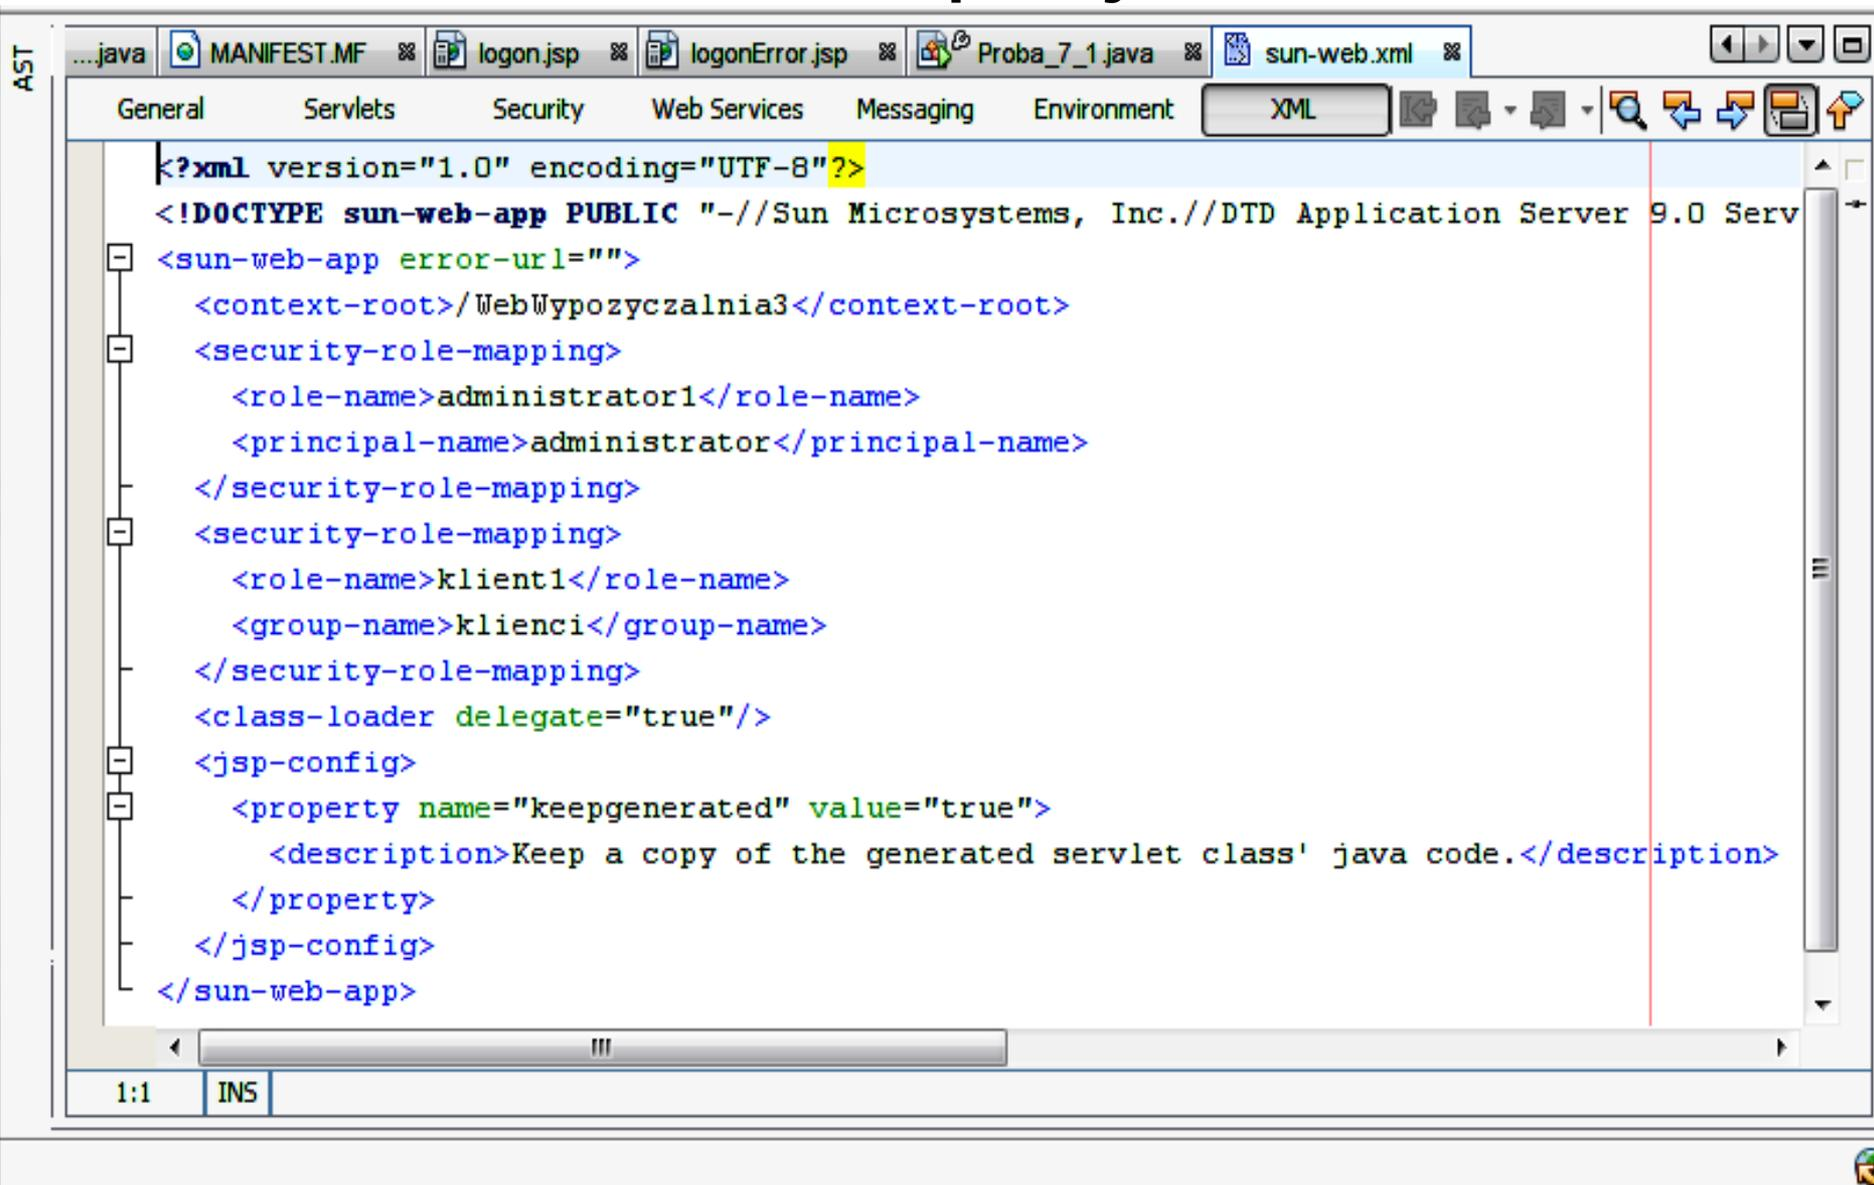 AST
....java MANIFEST.MF logon.jsp logonError.jsp Proba_7_1.java sun-web.xml
General Servlets Security Web Services Messaging Environment XML
<?xml version="1.0" encoding="UTF-8"?>
<!DOCTYPE sun-web-app PUBLIC "-//Sun Microsystems, Inc.//DTD Application Server 9.0 Serv
<sun-web-app error-url="">
<context-root>/WebWypozyczalnia3</context-root>
<security-role-mapping>
<role-name>administrator1</role-name>
<principal-name>administrator</principal-name>
</security-role-mapping>
<security-role-mapping>
<role-name>klient1</role-name>
<group-name>klienci</group-name>
</security-role-mapping>
<class-loader delegate="true"/>
<jsp-config>
<property name="keepgenerated" value="true">
<description>Keep a copy of the generated servlet class' java code.</description>
</property>
</jsp-config>
</sun-web-app>
1:1 INS